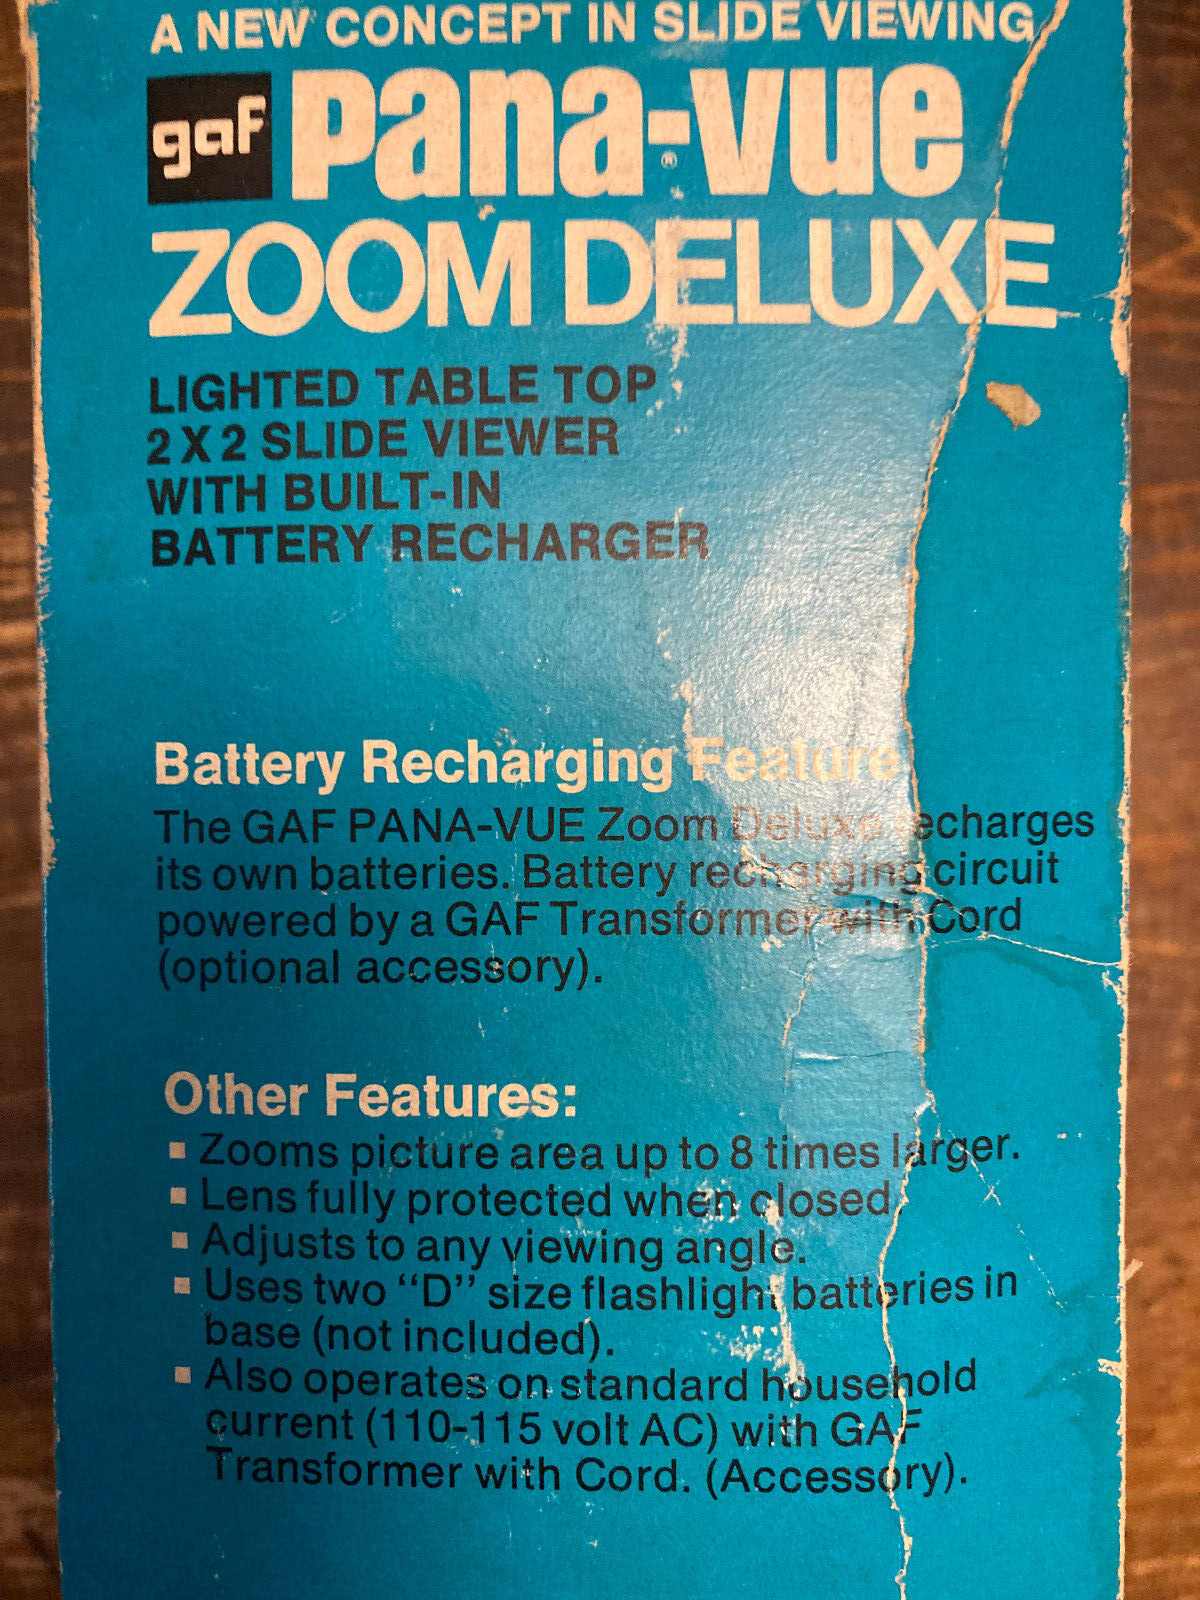 A NEW CONCEPT IN SLIDE VIEWING
gaf pana-vue®
ZOOM DELUXE
LIGHTED TABLE TOP
2 X 2 SLIDE VIEWER
WITH BUILT-IN
BATTERY RECHARGER
Battery Recharging Feature
The GAF PANA-VUE Zoom Deluxe recharges
its own batteries. Battery recharging circuit
powered by a GAF Transformer with Cord
(optional accessory).
Other Features:
▪ Zooms picture area up to 8 times larger.
▪ Lens fully protected when closed
▪ Adjusts to any viewing angle.
▪ Uses two “D” size flashlight batteries in
base (not included).
▪ Also operates on standard household
current (110-115 volt AC) with GAF
Transformer with Cord. (Accessory).